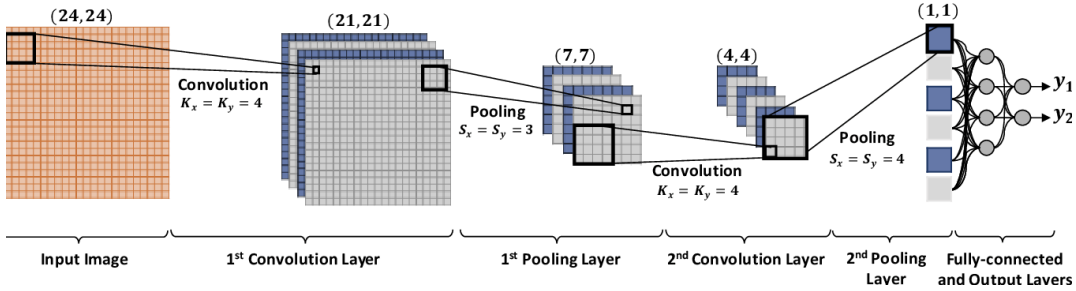 (24, 24)
(21, 21)
(7, 7)
(4, 4)
(1, 1)
Convolution
K_x = K_y = 4
Pooling
S_x = S_y = 3
Convolution
K_x = K_y = 4
Pooling
S_x = S_y = 4
y_1
y_2
Input Image
1st Convolution Layer
1st Pooling Layer
2nd Convolution Layer
2nd Pooling
Layer
Fully-connected
and Output Layers